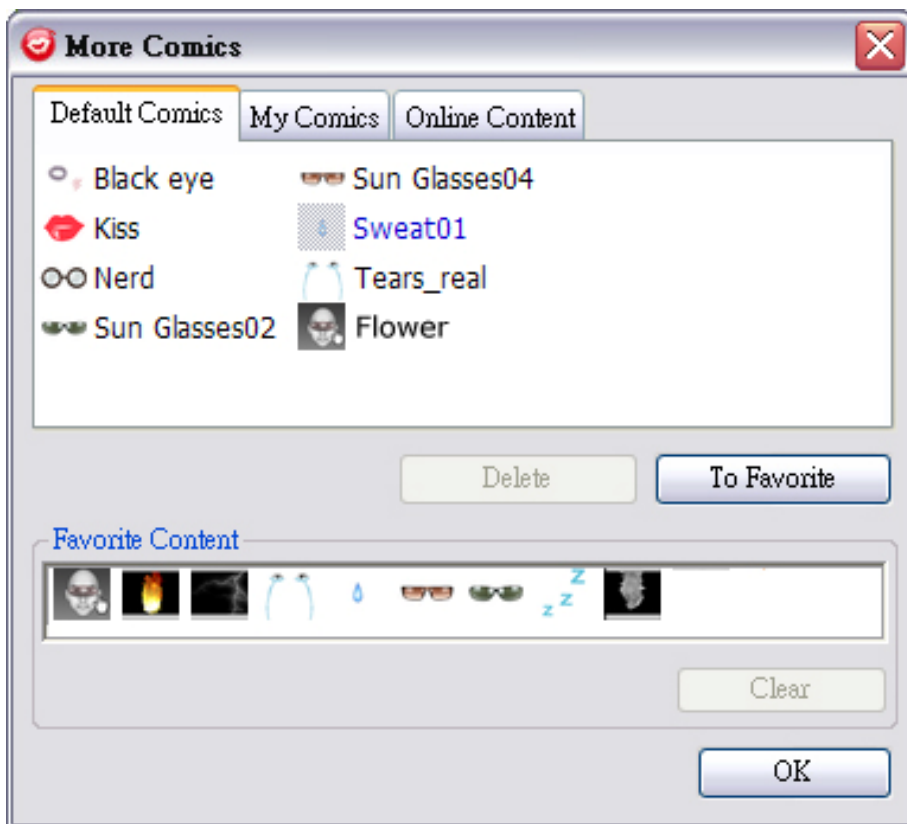 More Comics
Default Comics My Comics Online Content
Black eye Sun Glasses04
Kiss Sweat01
Nerd Tears_real
Sun Glasses02 Flower
Delete To Favorite
Favorite Content
z z z
Clear
OK